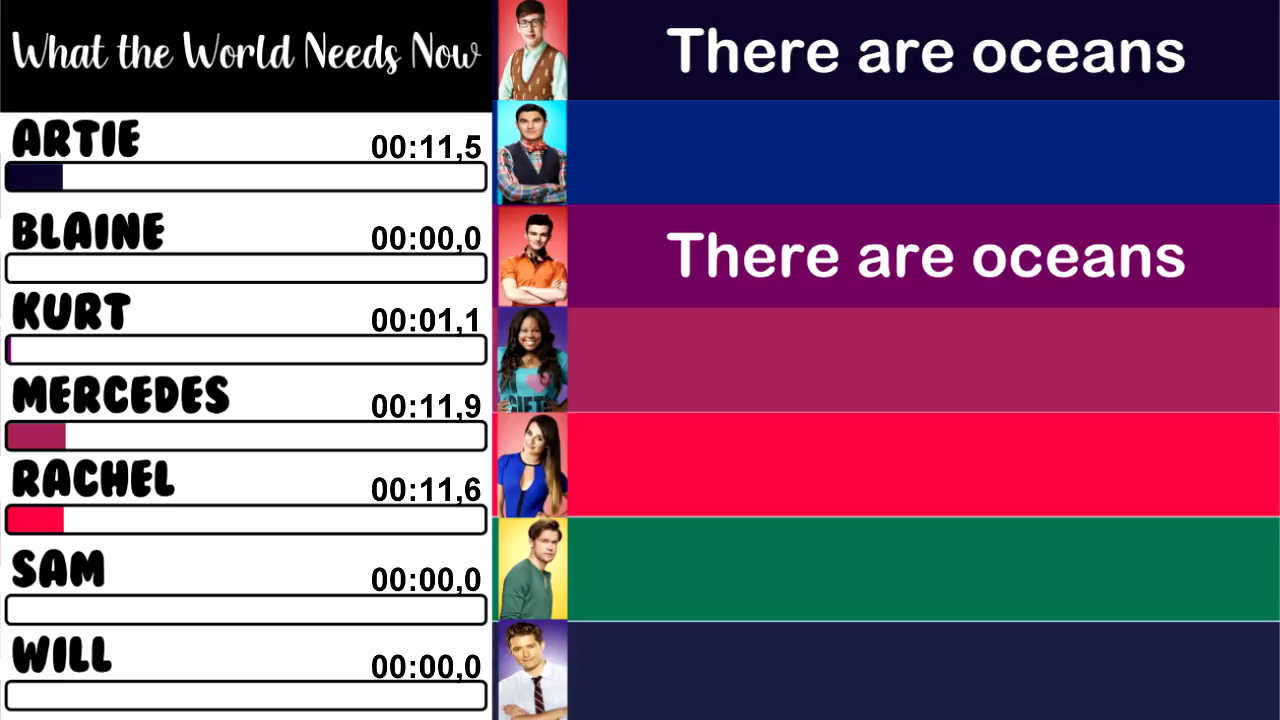 What the World Needs Now
There are oceans
ARTIE 00:11,5
BLAINE 00:00,0
There are oceans
KURT 00:01,1
MERCEDES 00:11,9
RACHEL 00:11,6
SAM 00:00,0
WILL 00:00,0